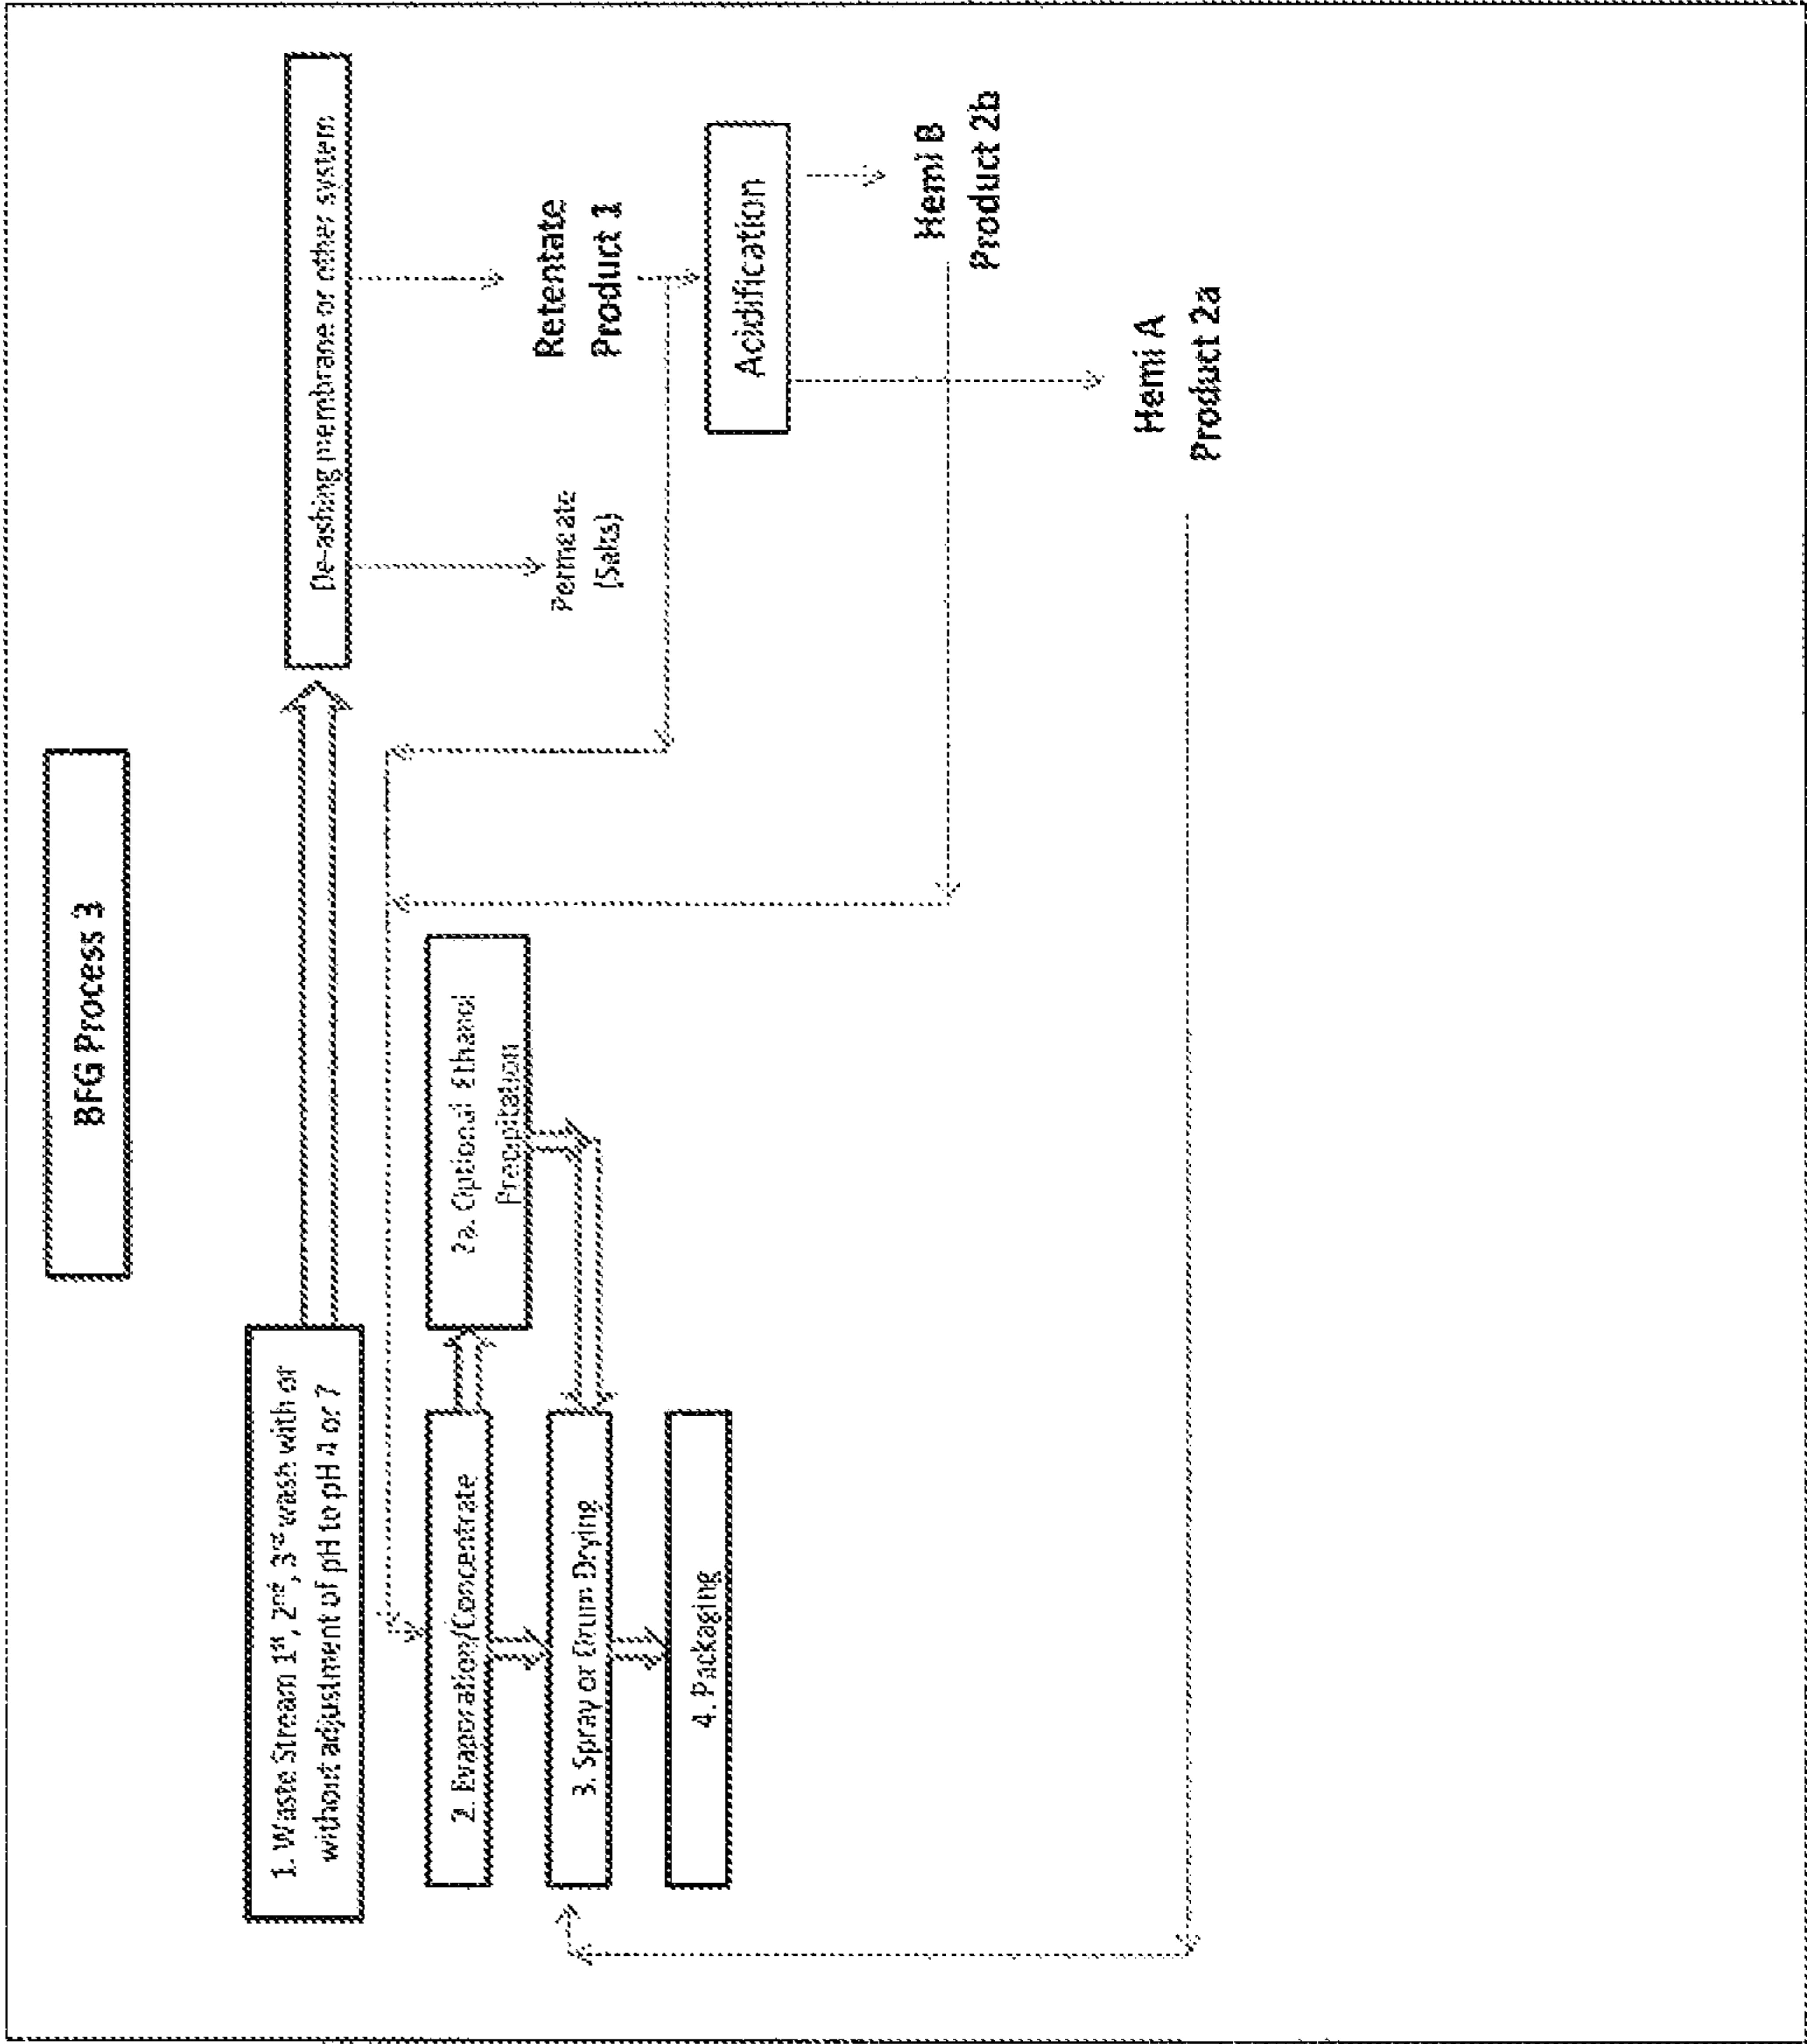 BFG Process 3
1. Waste Stream 1st, 2nd, 3rd wash with or
without adjustment of pH to pH 4 or 7
De-ashing membrane or other system
2. Evaporation/Concentrate
2a. Optional Ethanol
Precipitation
3. Spray or Drum Drying
4. Packaging
Permeate
(Salts)
Retentate
Product 1
Acidification
Hemi B
Product 2b
Hemi A
Product 2a